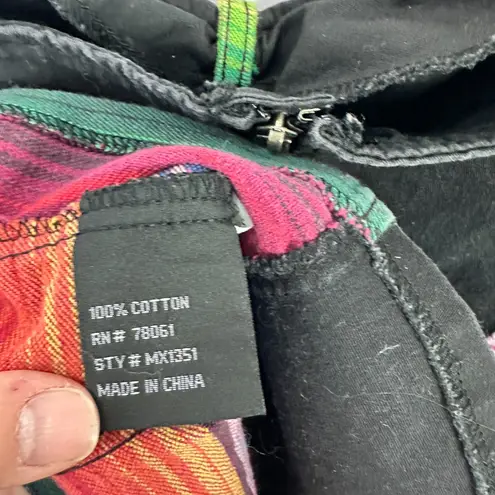 100% COTTON
RN# 78061
STY# MX1351
MADE IN CHINA